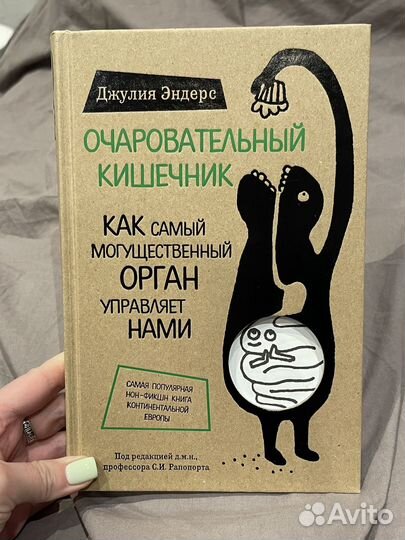 Джулия Эндерс
ОЧАРОВАТЕЛЬНЫЙ
КИШЕЧНИК
КАК САМЫЙ
МОГУЩЕСТВЕННЫЙ
ОРГАН
УПРАВЛЯЕТ
НАМИ
САМАЯ ПОПУЛЯРНАЯ
НОН-ФИКШН КНИГА
КОНТИНЕНТАЛЬНОЙ
ЕВРОПЫ
Под редакцией д.м.н.,
профессора С.И. Рапопорта
Avito